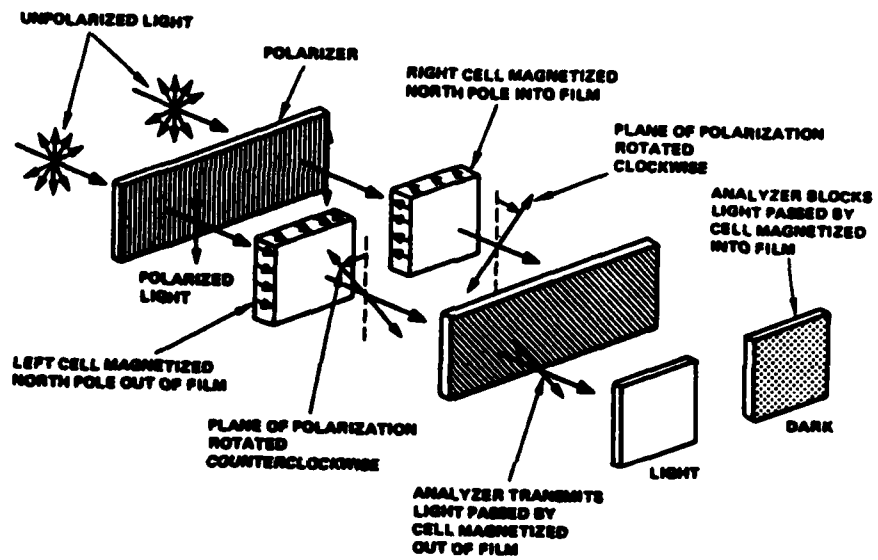 UNPOLARIZED LIGHT
POLARIZER
RIGHT CELL MAGNETIZED
NORTH POLE INTO FILM
PLANE OF POLARIZATION
ROTATED
CLOCKWISE
ANALYZER BLOCKS
LIGHT PASSED BY
CELL MAGNETIZED
INTO FILM
POLARIZED
LIGHT
LEFT CELL MAGNETIZED
NORTH POLE OUT OF FILM
PLANE OF POLARIZATION
ROTATED
COUNTERCLOCKWISE
ANALYZER TRANSMITS
LIGHT PASSED BY
CELL MAGNETIZED
OUT OF FILM
LIGHT
DARK